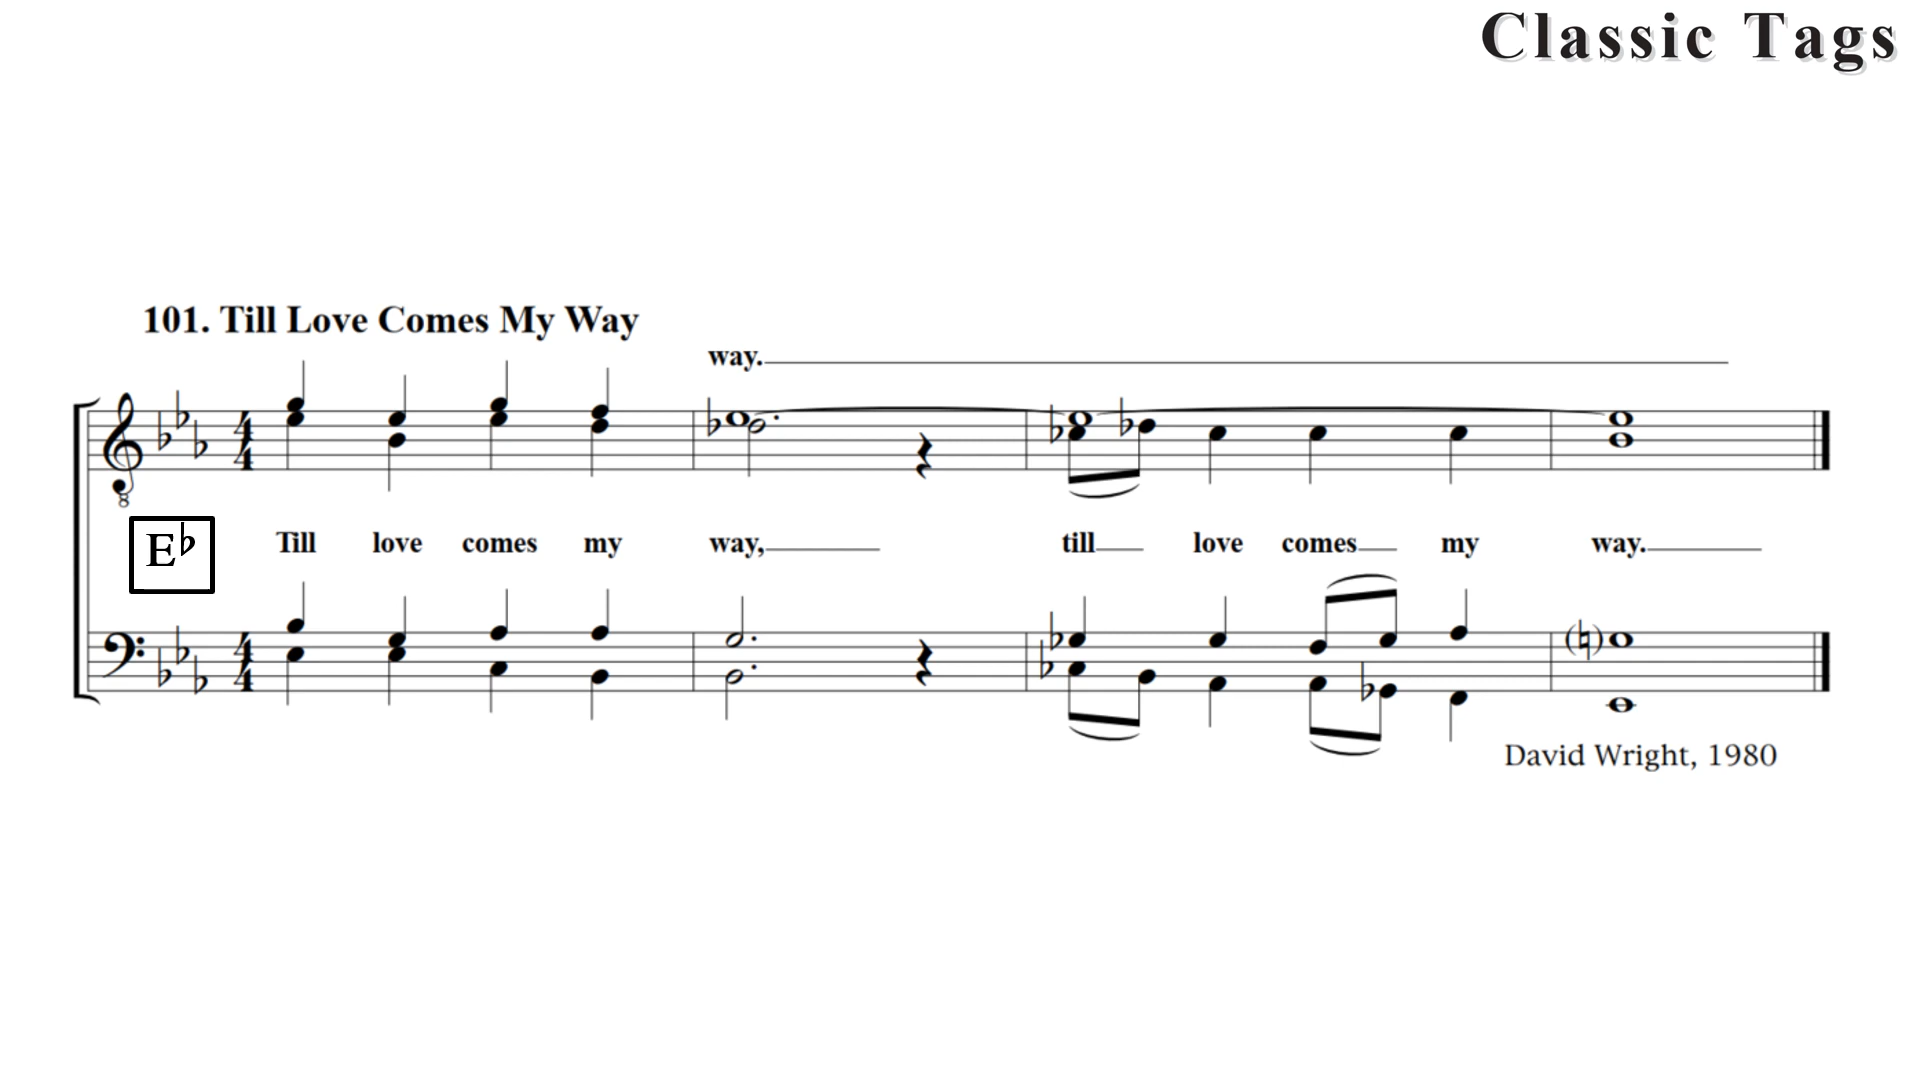 Classic Tags
101. Till Love Comes My Way
way.
E♭
Till love comes my way, till love comes my way.
David Wright, 1980